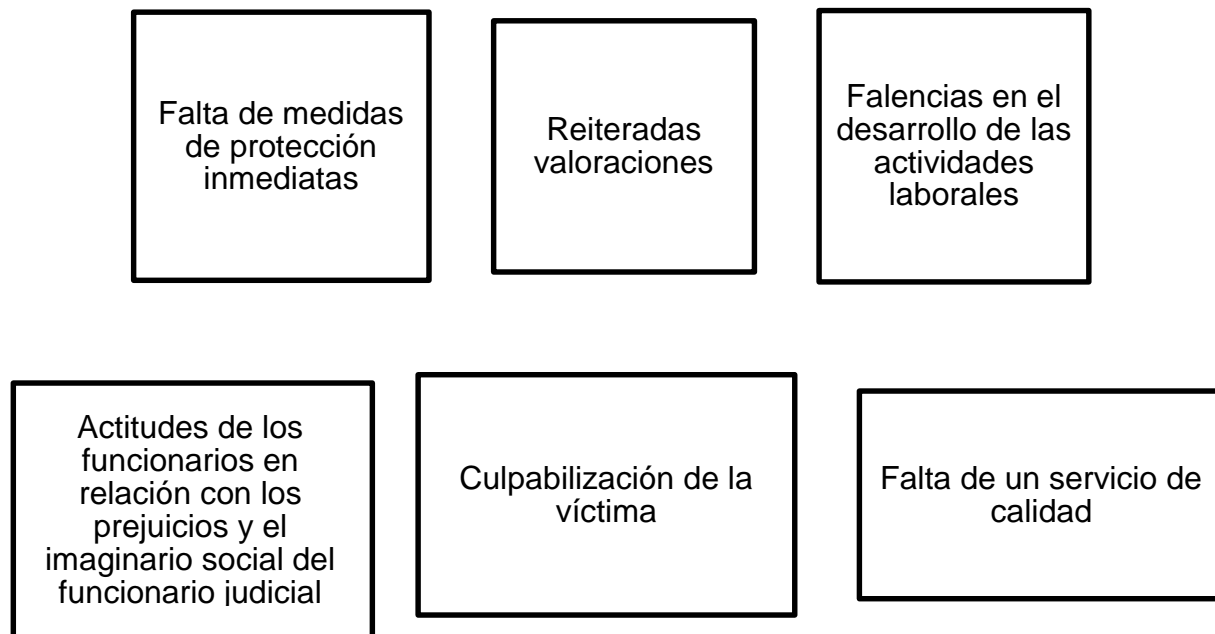 Falta de medidas
de protección
inmediatas
Reiteradas
valoraciones
Falencias en el
desarrollo de las
actividades
laborales
Actitudes de los
funcionarios en
relación con los
prejuicios y el
imaginario social del
funcionario judicial
Culpabilización de la
víctima
Falta de un servicio de
calidad